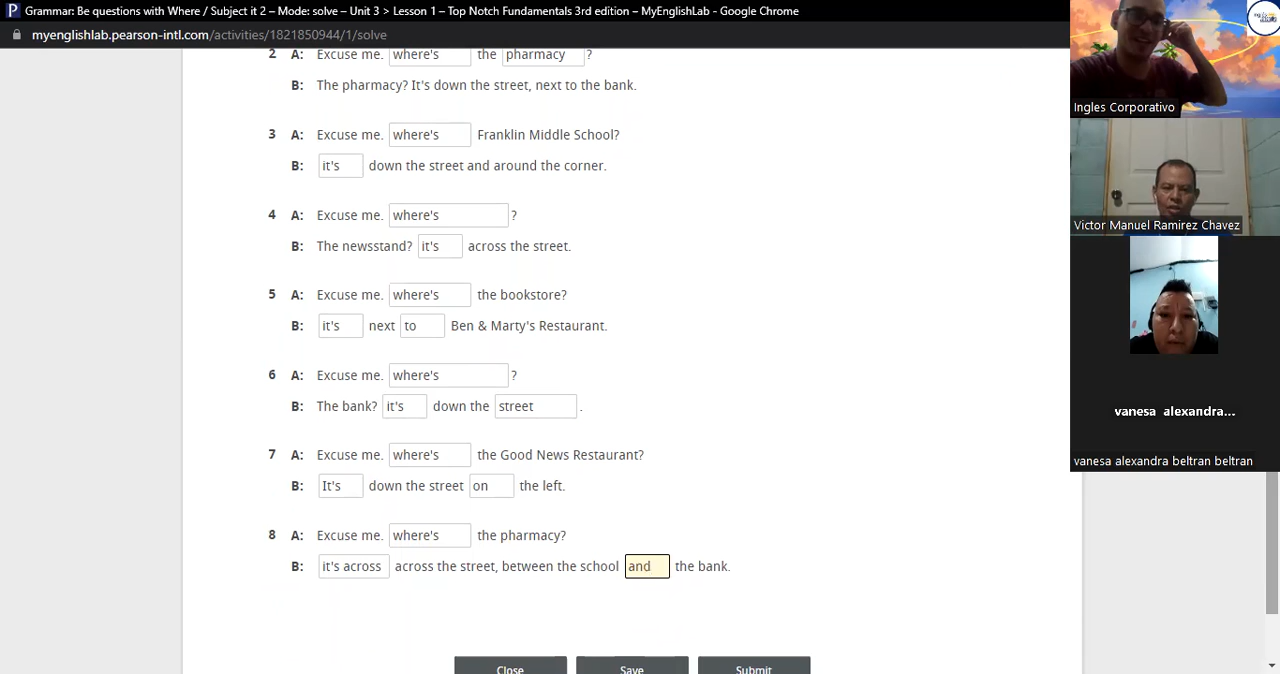 Grammar: Be questions with Where / Subject it 2 – Mode: solve – Unit 3 > Lesson 1 – Top Notch Fundamentals 3rd edition – MyEnglishLab - Google Chrome
myenglishlab.pearson-intl.com/activities/1821850944/1/solve
2 A: Excuse me. where's the pharmacy ?
B: The pharmacy? It's down the street, next to the bank.
3 A: Excuse me. where's Franklin Middle School?
B: it's down the street and around the corner.
4 A: Excuse me. where's ?
B: The newsstand? it's across the street.
5 A: Excuse me. where's the bookstore?
B: it's next to Ben & Marty's Restaurant.
6 A: Excuse me. where's ?
B: The bank? it's down the street .
7 A: Excuse me. where's the Good News Restaurant?
B: It's down the street on the left.
8 A: Excuse me. where's the pharmacy?
B: it's across across the street, between the school and the bank.
Close Save Submit
Ingles Corporativo
Victor Manuel Ramirez Chavez
vanesa alexandra...
vanesa alexandra beltran beltran